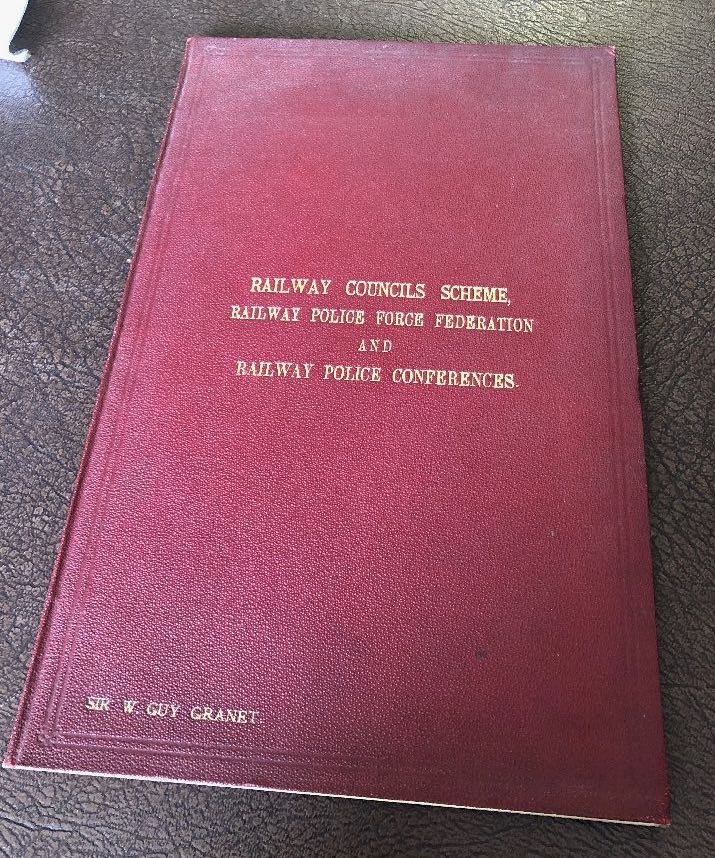 RAILWAY COUNCILS SCHEME,
RAILWAY POLICE FORCE FEDERATION
AND
RAILWAY POLICE CONFERENCES.
SIR W. GUY GRANET